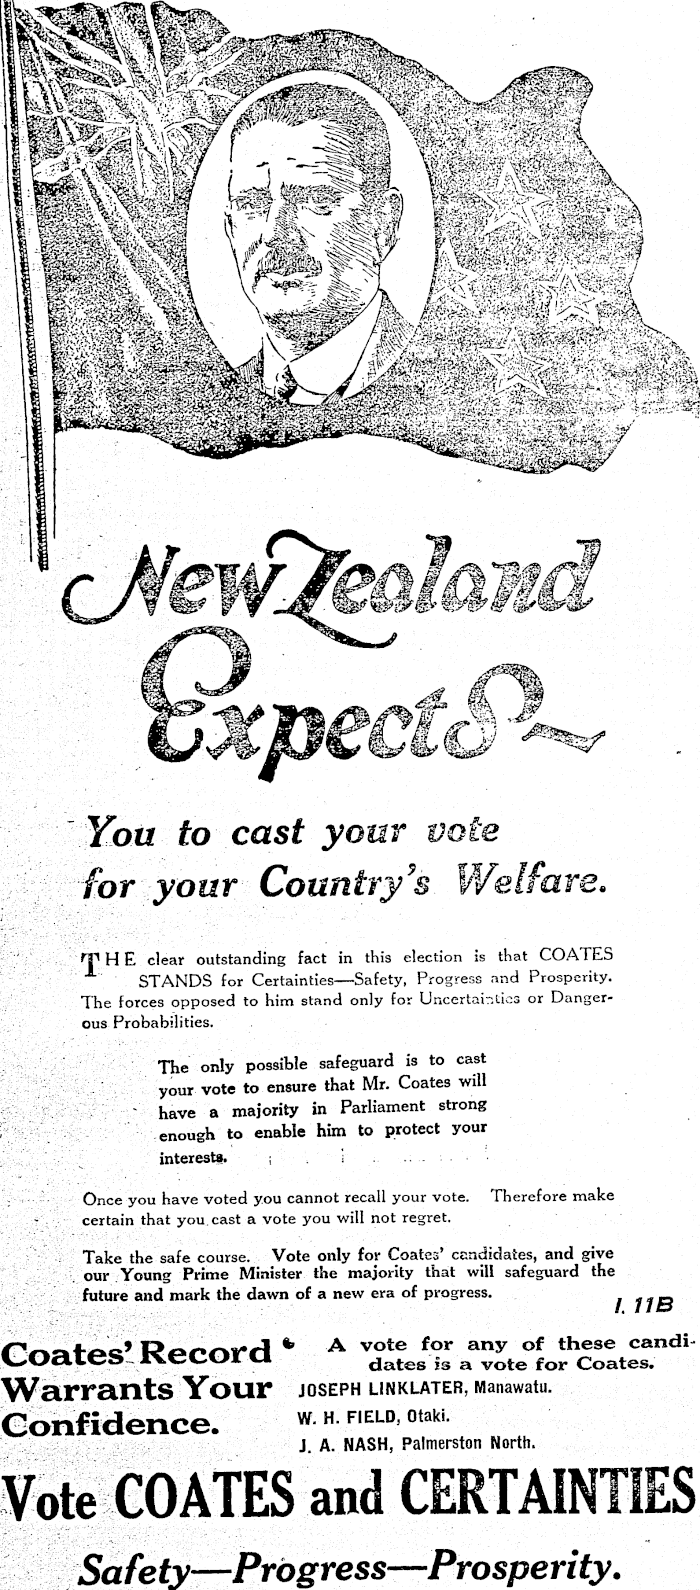 New Zealand
Expects~
You to cast your vote
for your Country's Welfare.
THE clear outstanding fact in this election is that COATES
STANDS for Certainties—Safety, Progress and Prosperity.
The forces opposed to him stand only for Uncertainties or Danger-
ous Probabilities.
The only possible safeguard is to cast
your vote to ensure that Mr. Coates will
have a majority in Parliament strong
enough to enable him to protect your
interests.
Once you have voted you cannot recall your vote. Therefore make
certain that you cast a vote you will not regret.
Take the safe course. Vote only for Coates' candidates, and give
our Young Prime Minister the majority that will safeguard the
future and mark the dawn of a new era of progress.
I. 11B
Coates' Record
Warrants Your
Confidence.
A vote for any of these candi-
dates is a vote for Coates.
JOSEPH LINKLATER, Manawatu.
W. H. FIELD, Otaki.
J. A. NASH, Palmerston North.
Vote COATES and CERTAINTIES
Safety—Progress—Prosperity.